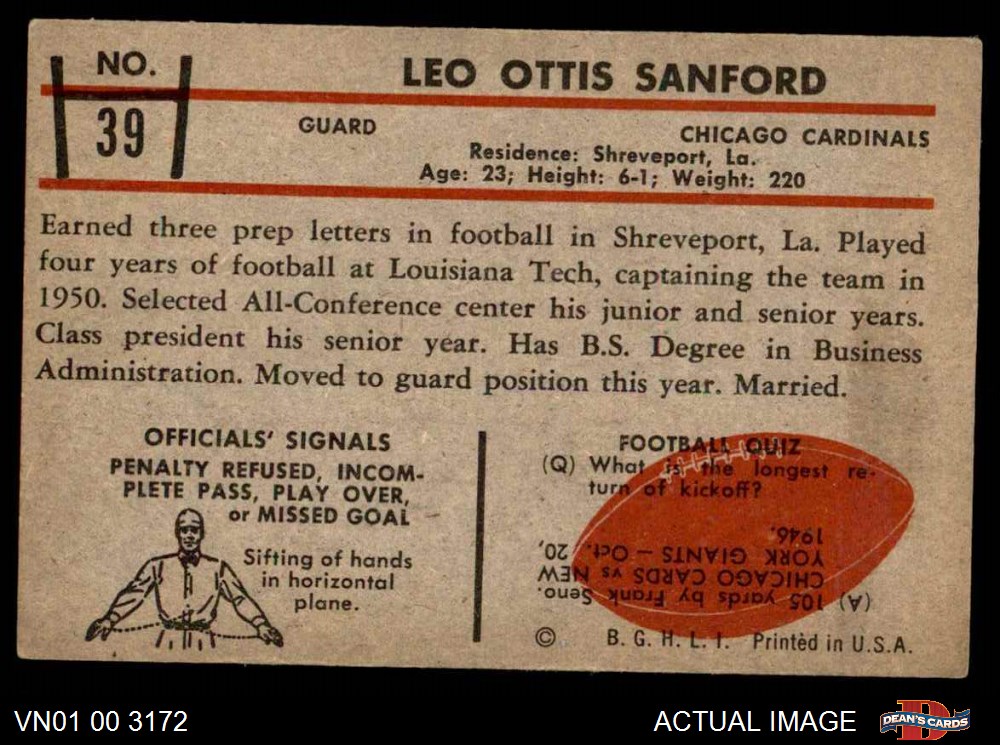 NO.
39
LEO OTTIS SANFORD
GUARD
CHICAGO CARDINALS
Residence: Shreveport, La.
Age: 23; Height: 6-1; Weight: 220
Earned three prep letters in football in Shreveport, La. Played
four years of football at Louisiana Tech, captaining the team in
1950. Selected All-Conference center his junior and senior years.
Class president his senior year. Has B.S. Degree in Business
Administration. Moved to guard position this year. Married.
OFFICIALS' SIGNALS
PENALTY REFUSED, INCOM-
PLETE PASS, PLAY OVER,
or MISSED GOAL
Sifting of hands
in horizontal
plane.
FOOTBALL QUIZ
(Q) What is the longest re-
turn of kickoff?
(A) 105 yards by Frank Seno.
CHICAGO CARDS vs NEW
YORK GIANTS — Oct. 20,
1946.
© B. G. H. L. I. Printed in U.S.A.
VN01 00 3172
ACTUAL IMAGE
DEAN'S CARDS